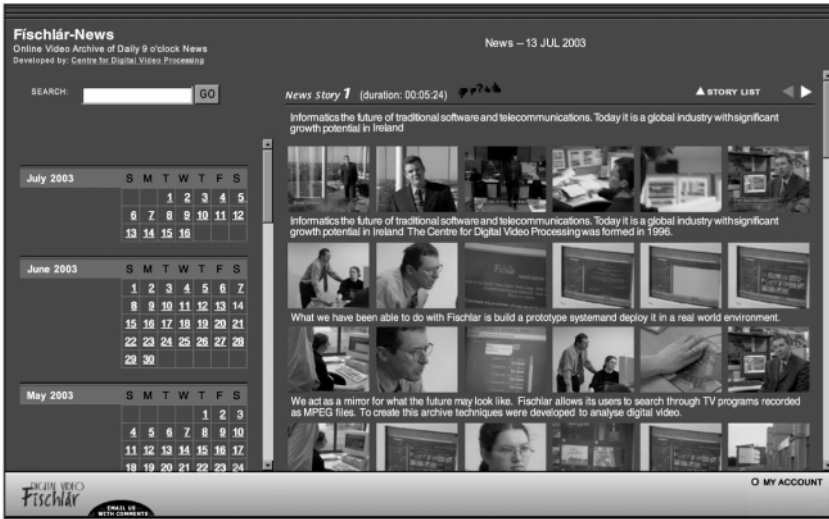 Físchlár-News
Online Video Archive of Daily 9 o'clock News
Developed by: Centre for Digital Video Processing
SEARCH:
GO
July 2003 S M T W T F S
1 2 3 4 5
6 7 8 9 10 11 12
13 14 15 16
June 2003 S M T W T F S
1 2 3 4 5 6 7
8 9 10 11 12 13 14
15 16 17 18 19 20 21
22 23 24 25 26 27 28
29 30
May 2003 S M T W T F S
1 2 3
4 5 6 7 8 9 10
11 12 13 14 15 16 17
18 19 20 21 22 23 24
News -- 13 JUL 2003
News Story 1 (duration: 00:05:24)
STORY LIST
Informatics the future of traditional software and telecommunications. Today it is a global industry withsignificant
growth potential in Ireland
Informatics the future of traditional software and telecommunications. Today it is a global industry withsignificant
growth potential in Ireland The Centre for Digital Video Processing was formed in 1996.
What we have been able to do with Fischlar is build a prototype systemand deploy it in a real world environment.
We act as a mirror for what the future may look like. Fischlar allows its users to search through TV programs recorded
as MPEG files. To create this archive techniques were developed to analyse digital video.
DIGITAL VIDEO
Físchlár
EMAIL US
WITH COMMENTS
MY ACCOUNT